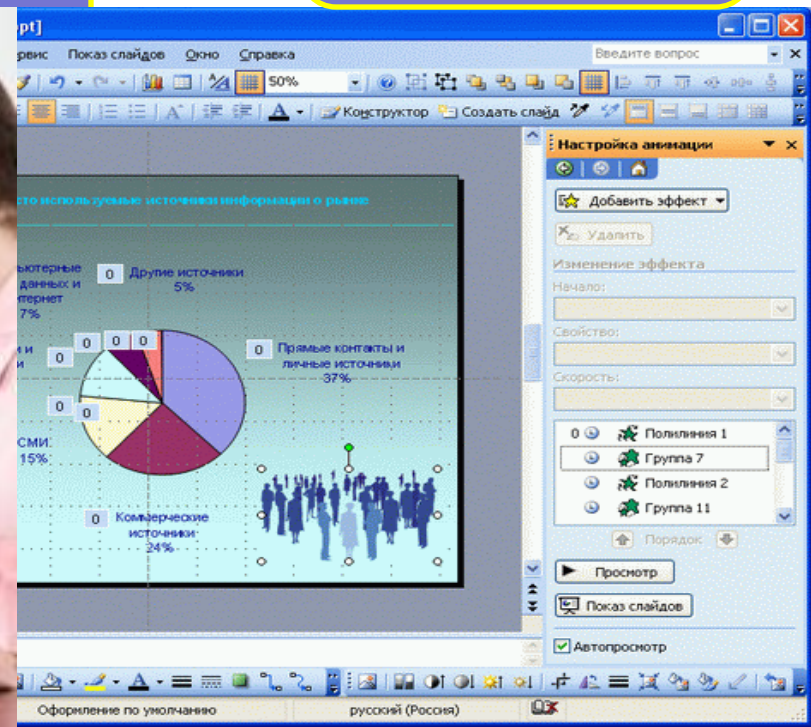 pt]
рвис Показ слайдов Окно Справка Введите вопрос
50% Конструктор Создать слайд
Настройка анимации
сто используемые источники информации о рынке
Добавить эффект
Удалить
Изменение эффекта
Начало:
Свойство:
Скорость:
ьютерные
данных и
тернет
7%
0 Другие источники
5%
0 0 0
и и
и
0
0 Прямые контакты и
личные источники
37%
0 0
СМИ
15%
0 Коммерческие
источники
24%
0 Полилиния 1
Группа 7
Полилиния 2
Группа 11
Порядок
Просмотр
Показ слайдов
Автопросмотр
Оформление по умолчанию русский (Россия)